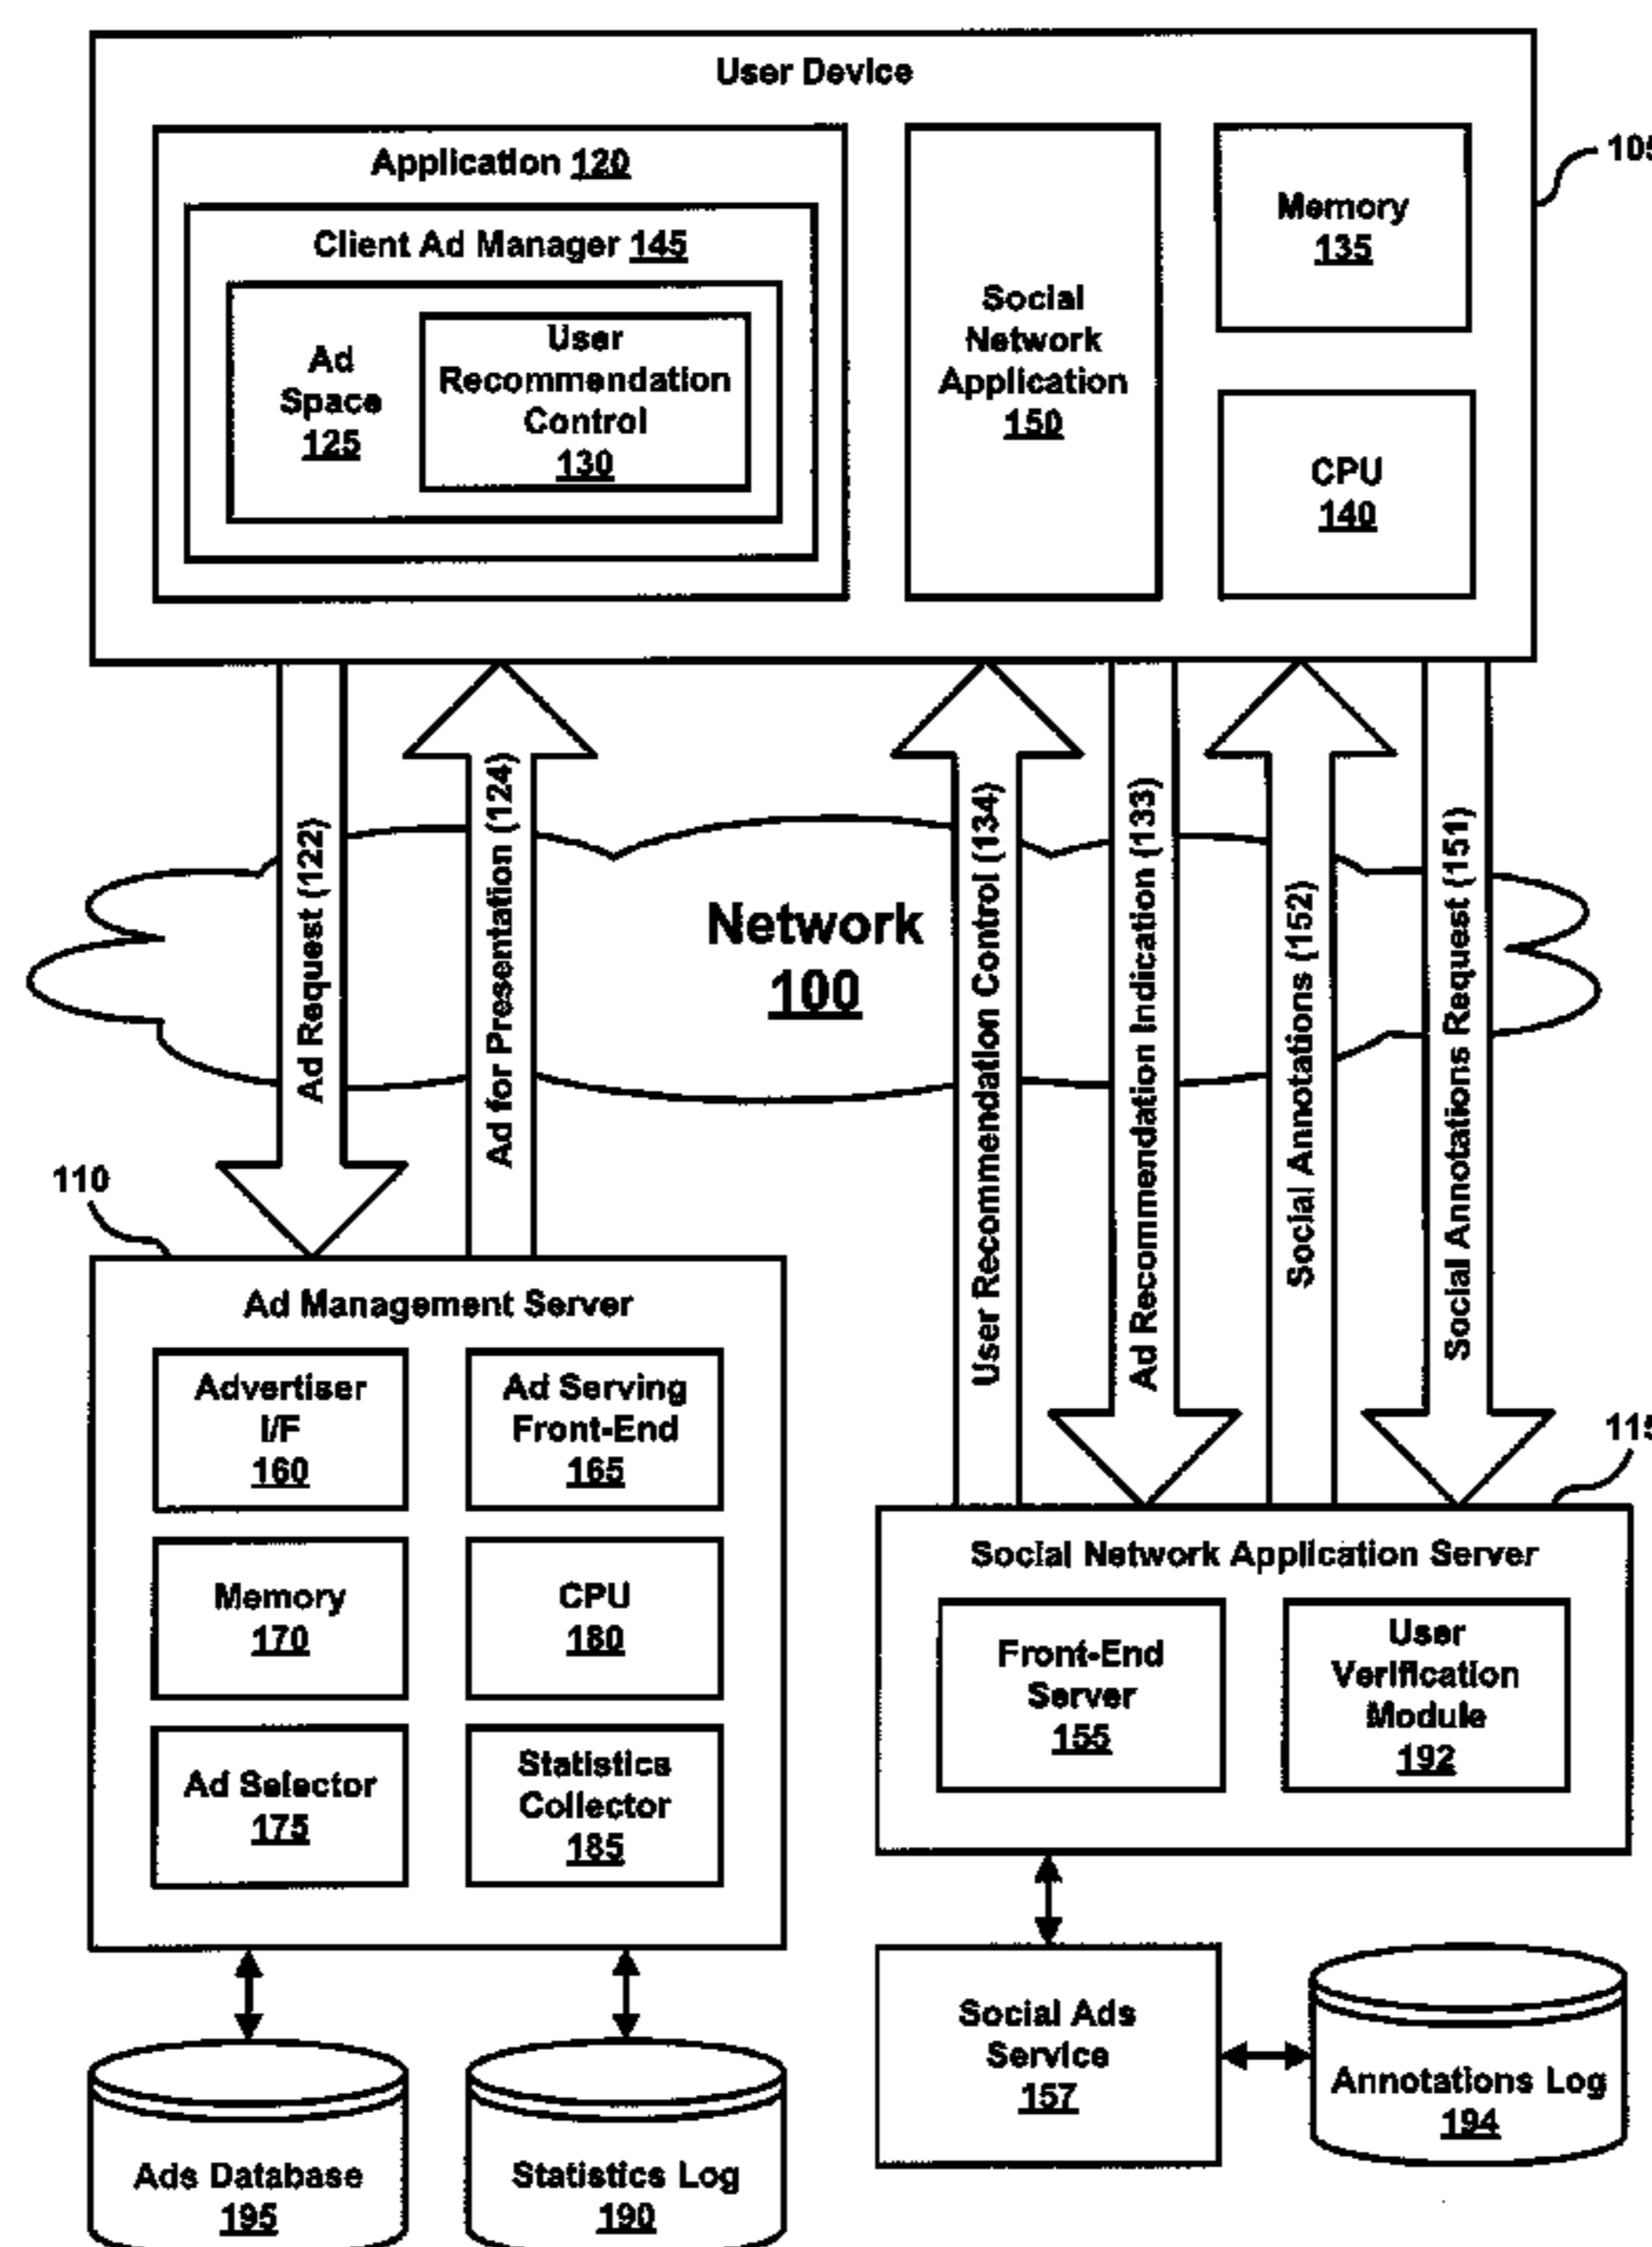 User Device
105
Application 120
Client Ad Manager 145
Ad
Space
125
User
Recommendation
Control
130
Social
Network
Application
150
Memory
135
CPU
140
Ad Request (122)
Ad for Presentation (124)
Network
100
User Recommendation Control (134)
Ad Recommendation Indication (133)
Social Annotations (152)
Social Annotations Request (151)
110
Ad Management Server
Advertiser
I/F
160
Ad Serving
Front-End
165
Memory
170
CPU
180
Ad Selector
175
Statistics
Collector
185
115
Social Network Application Server
Front-End
Server
155
User
Verification
Module
192
Social Ads
Service
157
Annotations Log
194
Ads Database
195
Statistics Log
190